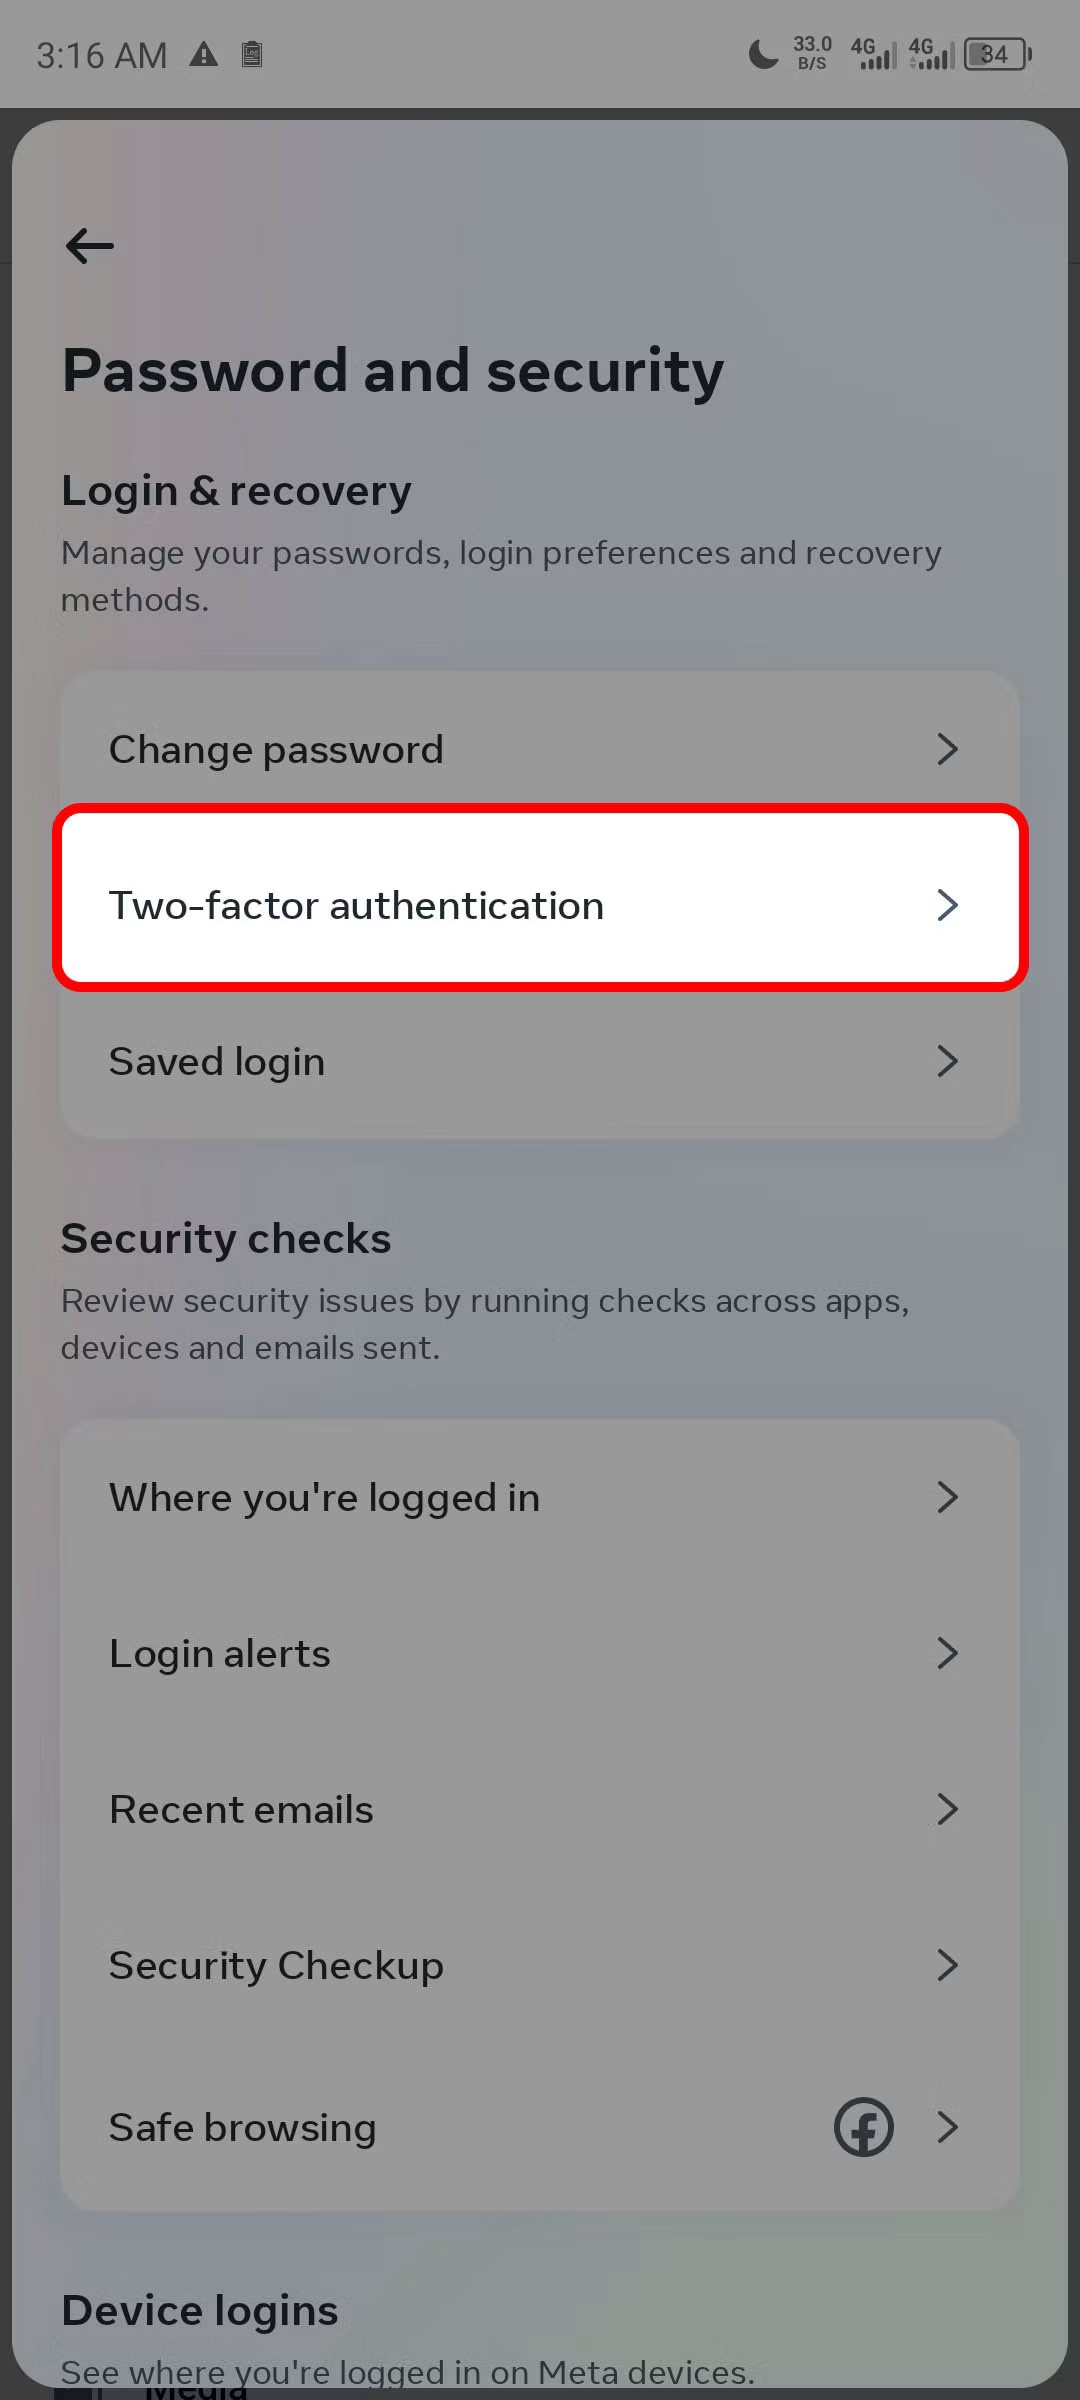 3:16 AM
33.0 B/S 4G 4G 34
Password and security
Login & recovery
Manage your passwords, login preferences and recovery
methods.
Change password
Two-factor authentication
Saved login
Security checks
Review security issues by running checks across apps,
devices and emails sent.
Where you're logged in
Login alerts
Recent emails
Security Checkup
Safe browsing
Device logins
See where you're logged in on Meta devices.
Media